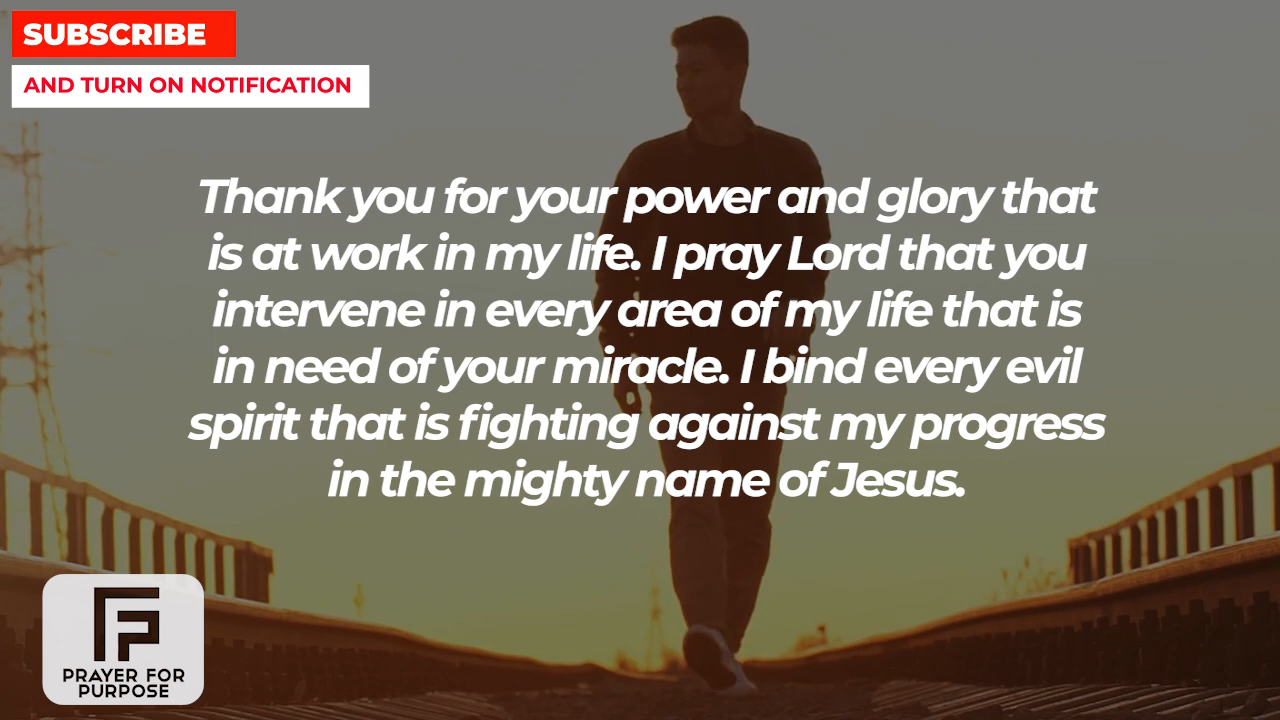 SUBSCRIBE
AND TURN ON NOTIFICATION
Thank you for your power and glory that
is at work in my life. I pray Lord that you
intervene in every area of my life that is
in need of your miracle. I bind every evil
spirit that is fighting against my progress
in the mighty name of Jesus.
PRAYER FOR
PURPOSE